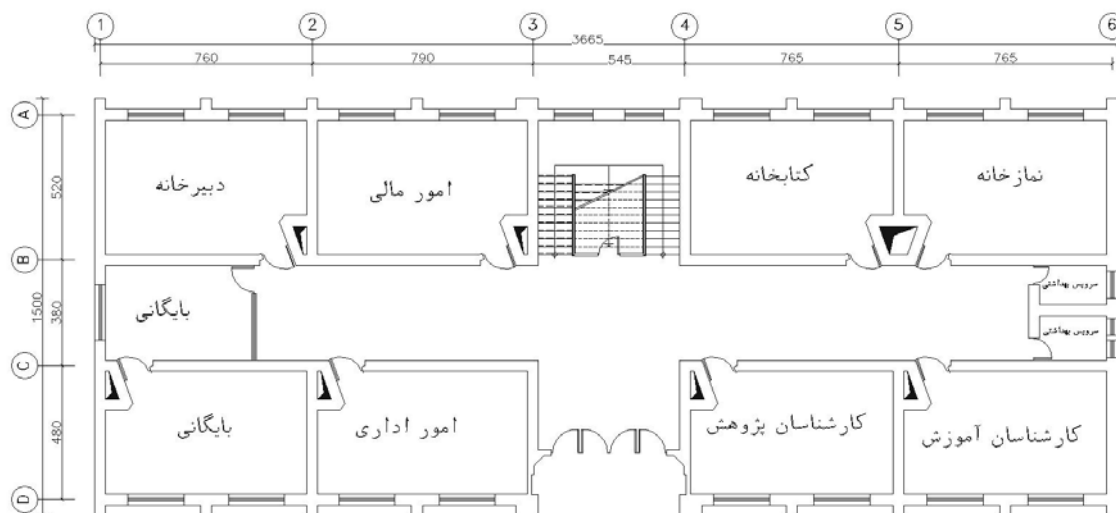 1 2 3 4 5 6
3665
760 790 545 765 765
A
دبیرخانه
امور مالی
کتابخانه
نمازخانه
520
B
1500
380
بایگانی
سرویس بهداشتی
سرویس بهداشتی
C
480
بایگانی
امور اداری
کارشناسان پژوهش
کارشناسان آموزش
D